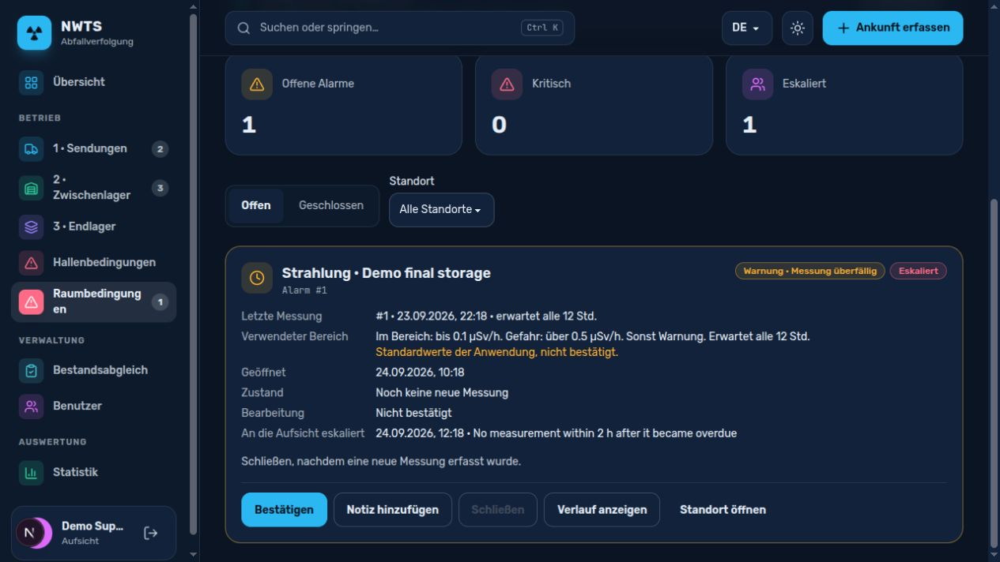 NWTS
Abfallverfolgung
Übersicht
BETRIEB
1 • Sendungen
2
2 •
Zwischenlager
3
3 • Endlager
Hallenbedingungen
Raumbedingung
en
1
VERWALTUNG
Bestandsabgleich
Benutzer
AUSWERTUNG
Statistik
N
Demo Sup...
Aufsicht
Suchen oder springen...
Ctrl K
DE
Ankunft erfassen
Offene Alarme
1
Kritisch
0
Eskaliert
1
Offen
Geschlossen
Standort
Alle Standorte
Strahlung • Demo final storage
Alarm #1
Warnung • Messung überfällig
Eskaliert
Letzte Messung #1 • 23.09.2026, 22:18 • erwartet alle 12 Std.
Verwendeter Bereich Im Bereich: bis 0.1 µSv/h. Gefahr: über 0.5 µSv/h. Sonst Warnung. Erwartet alle 12 Std.
Standardwerte der Anwendung, nicht bestätigt.
Geöffnet 24.09.2026, 10:18
Zustand Noch keine neue Messung
Bearbeitung Nicht bestätigt
An die Aufsicht eskaliert 24.09.2026, 12:18 • No measurement within 2 h after it became overdue
Schließen, nachdem eine neue Messung erfasst wurde.
Bestätigen
Notiz hinzufügen
Schließen
Verlauf anzeigen
Standort öffnen